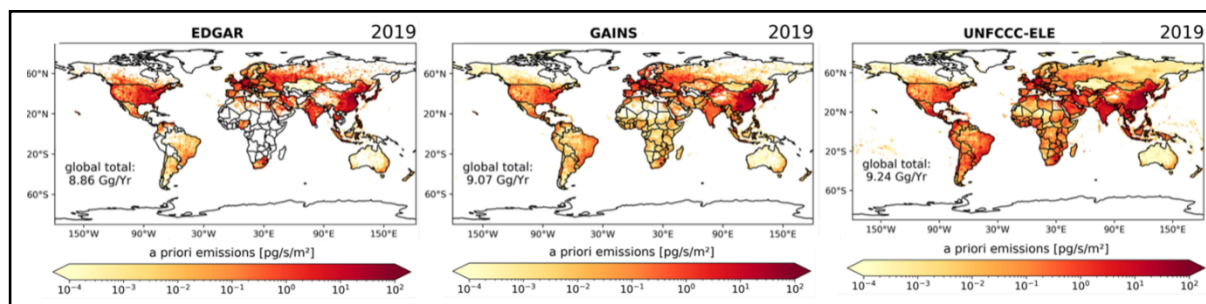 EDGAR 2019
60°N
20°N
20°S
60°S
global total:
8.86 Gg/Yr
150°W 90°W 30°W 30°E 90°E 150°E
a priori emissions [pg/s/m²]
10⁻⁴ 10⁻³ 10⁻² 10⁻¹ 10⁰ 10¹ 10²
GAINS 2019
60°N
20°N
20°S
60°S
global total:
9.07 Gg/Yr
150°W 90°W 30°W 30°E 90°E 150°E
a priori emissions [pg/s/m²]
10⁻⁴ 10⁻³ 10⁻² 10⁻¹ 10⁰ 10¹ 10²
UNFCCC-ELE 2019
60°N
20°N
20°S
60°S
global total:
9.24 Gg/Yr
150°W 90°W 30°W 30°E 90°E 150°E
a priori emissions [pg/s/m²]
10⁻⁴ 10⁻³ 10⁻² 10⁻¹ 10⁰ 10¹ 10²